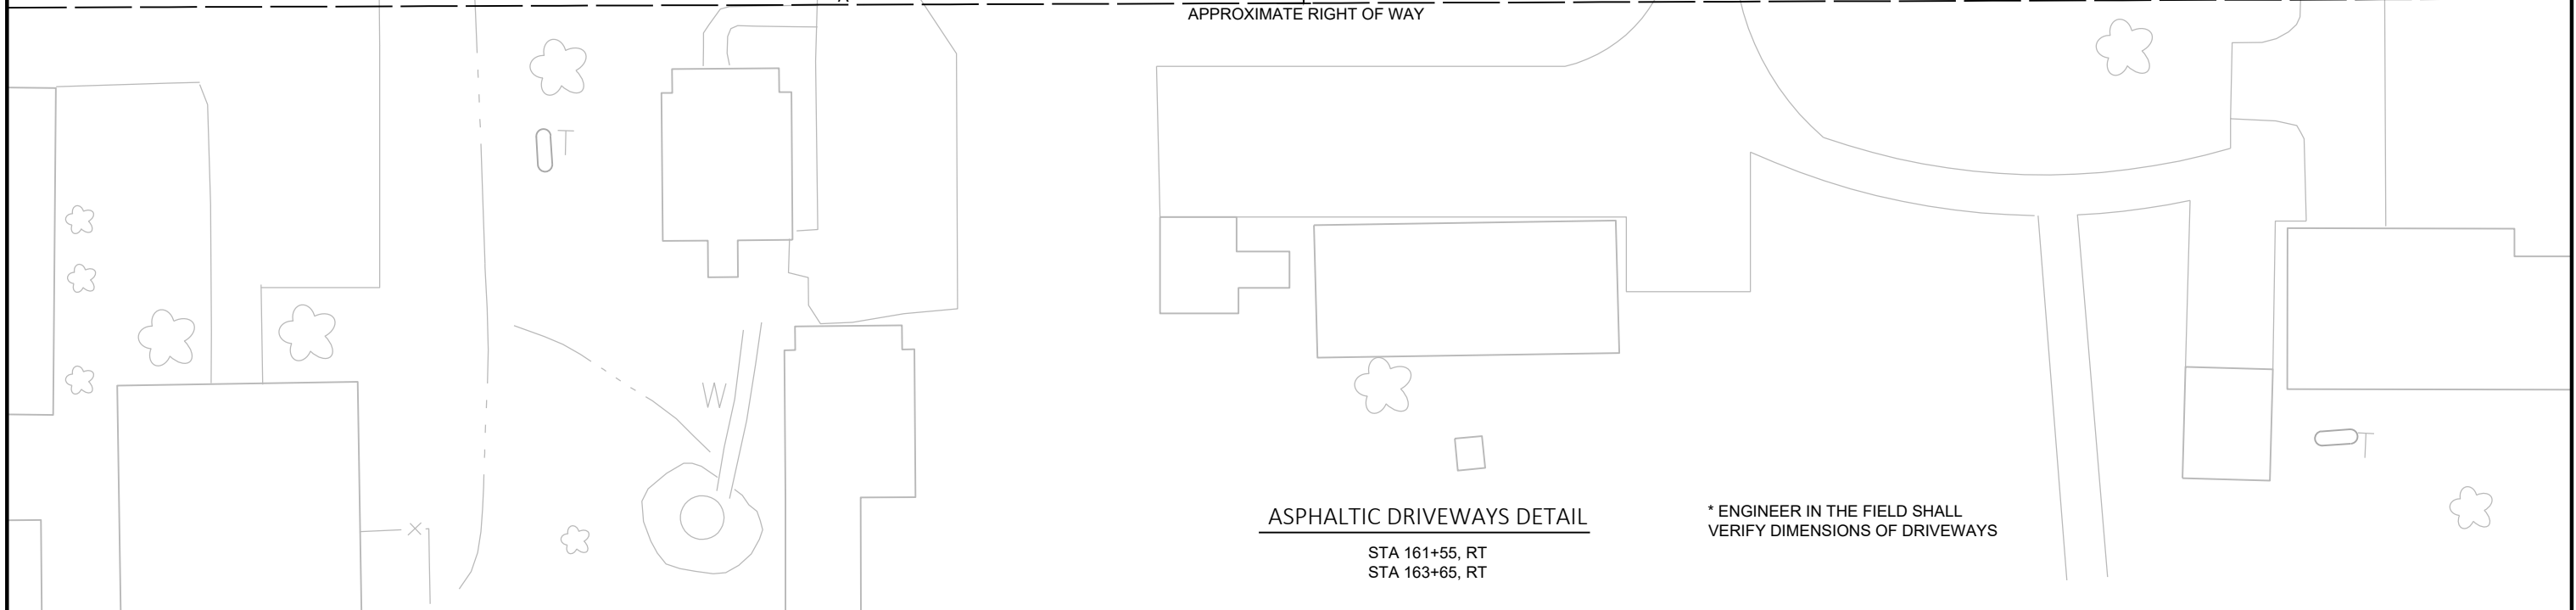 APPROXIMATE RIGHT OF WAY
T
W
T
ASPHALTIC DRIVEWAYS DETAIL
STA 161+55, RT
STA 163+65, RT
* ENGINEER IN THE FIELD SHALL
VERIFY DIMENSIONS OF DRIVEWAYS